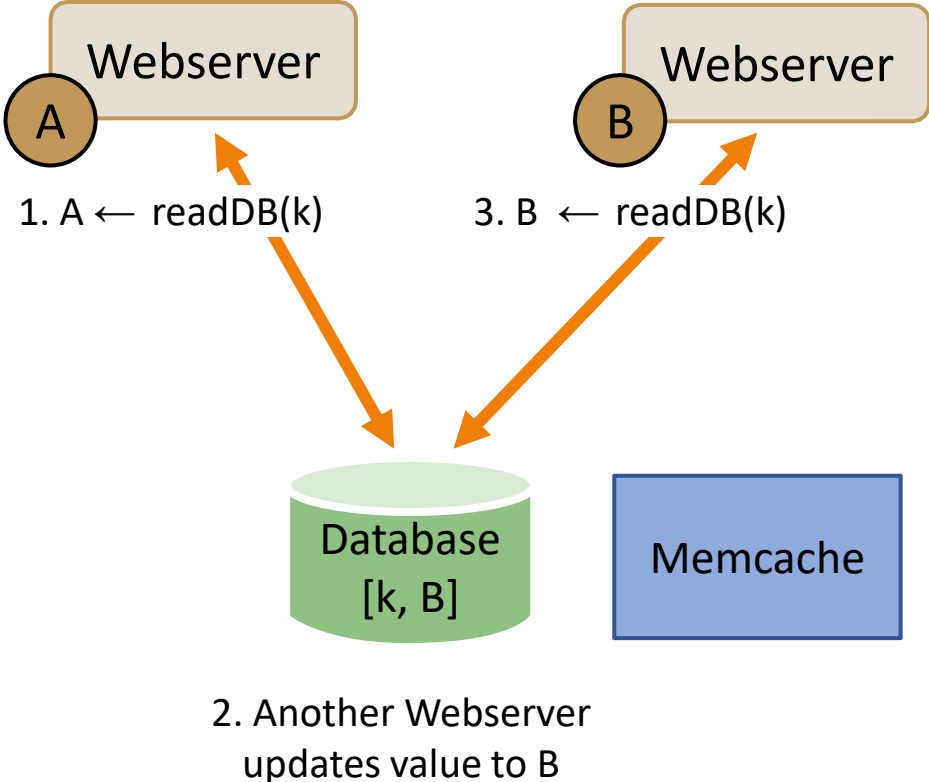 Webserver
A
Webserver
B
1. A ← readDB(k)
3. B ← readDB(k)
Database
[k, B]
Memcache
2. Another Webserver
updates value to B